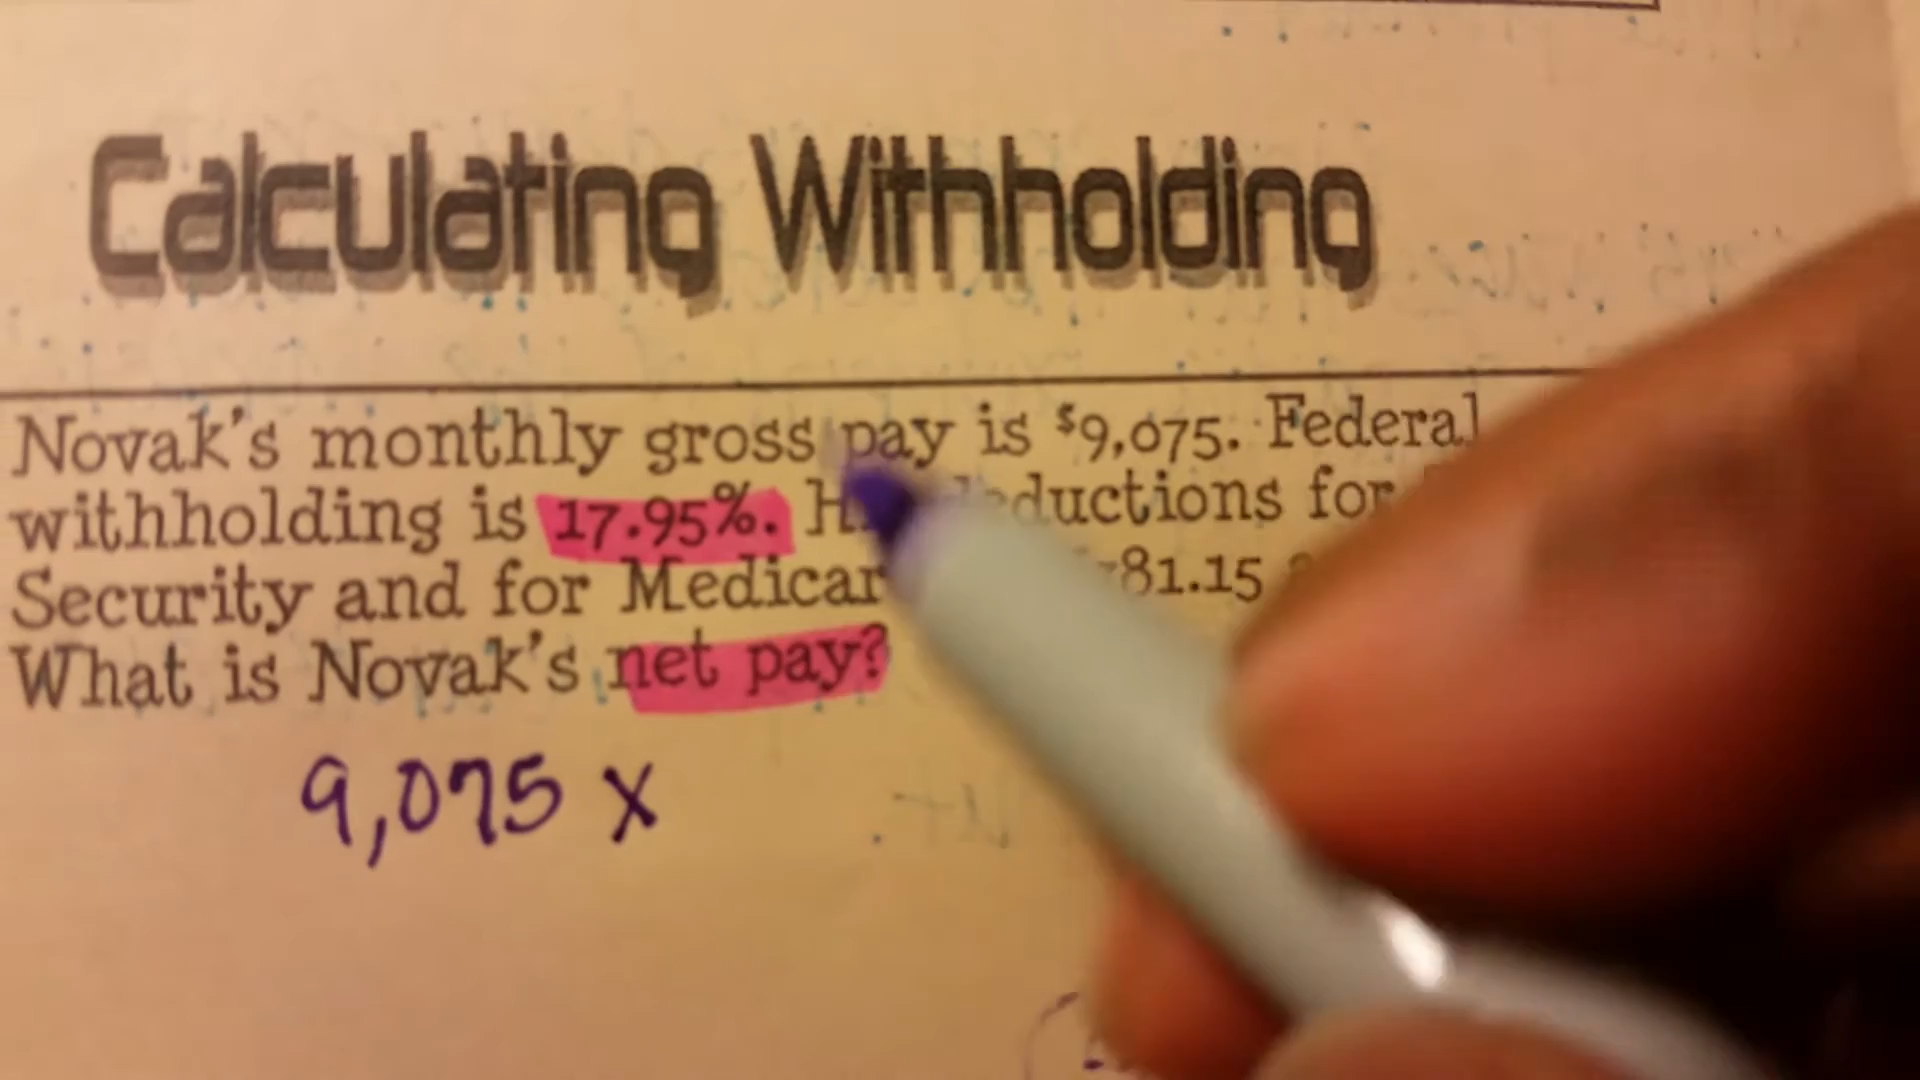 Calculating Withholding
Novak's monthly gross pay is $9,075. Federal
withholding is 17.95%. deductions for
Security and for 81.15
What is Novak's net pay?
9,075 x